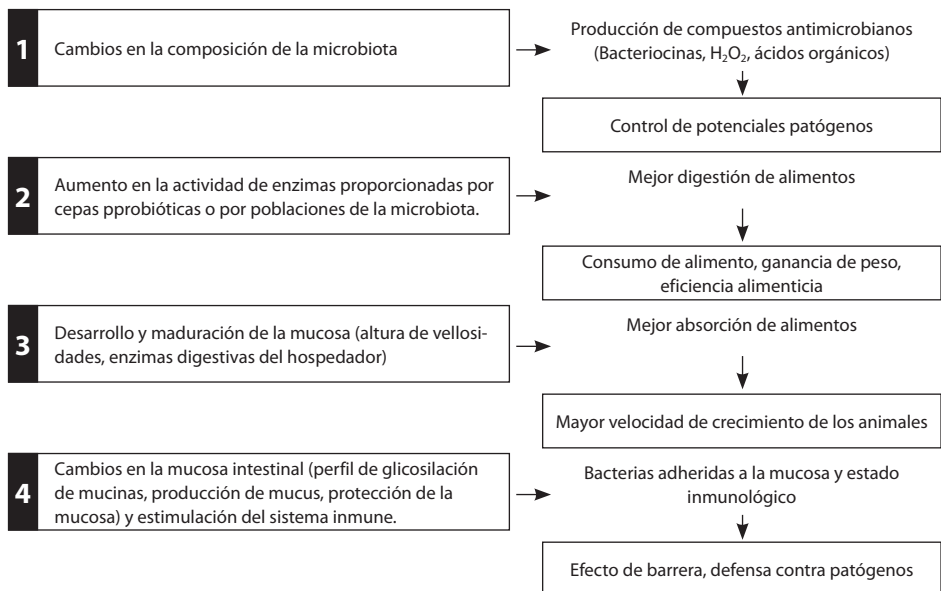 1
Cambios en la composición de la microbiota
Producción de compuestos antimicrobianos
(Bacteriocinas, H₂O₂, ácidos orgánicos)
Control de potenciales patógenos
2
Aumento en la actividad de enzimas proporcionadas por
cepas pprobióticas o por poblaciones de la microbiota.
Mejor digestión de alimentos
Consumo de alimento, ganancia de peso,
eficiencia alimenticia
3
Desarrollo y maduración de la mucosa (altura de vellosi-
dades, enzimas digestivas del hospedador)
Mejor absorción de alimentos
Mayor velocidad de crecimiento de los animales
4
Cambios en la mucosa intestinal (perfil de glicosilación
de mucinas, producción de mucus, protección de la
mucosa) y estimulación del sistema inmune.
Bacterias adheridas a la mucosa y estado
inmunológico
Efecto de barrera, defensa contra patógenos